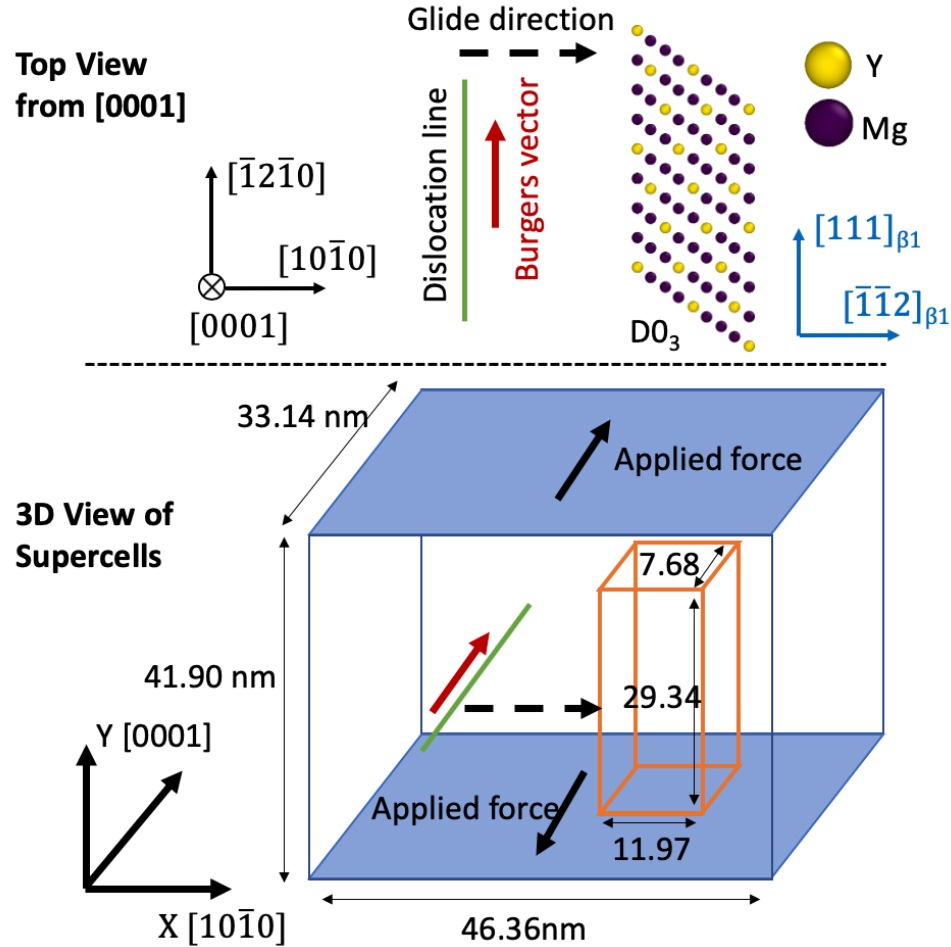 Glide direction
Top View
from [0001]
Y
Mg
Dislocation line
Burgers vector
[1̅21̅0]
[101̅0]
[0001]
[111]β1
[1̅1̅2]β1
D0₃
33.14 nm
Applied force
3D View of
Supercells
7.68
41.90 nm
29.34
Y [0001]
Applied force
11.97
X [101̅0]
46.36nm